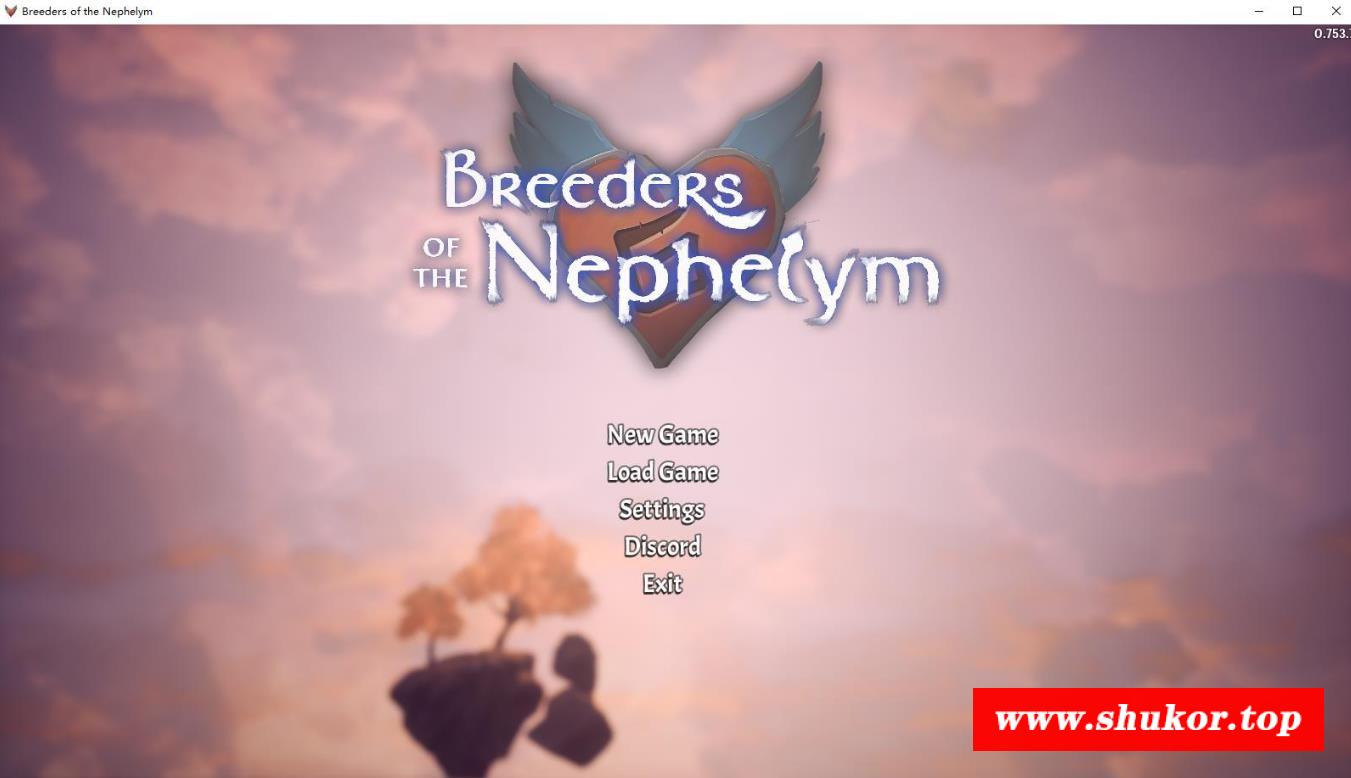 Breeders of the Nephelym
0.753.
Breeders
OF
THE
Nephelym
New Game
Load Game
Settings
Discord
Exit
www.shukor.top